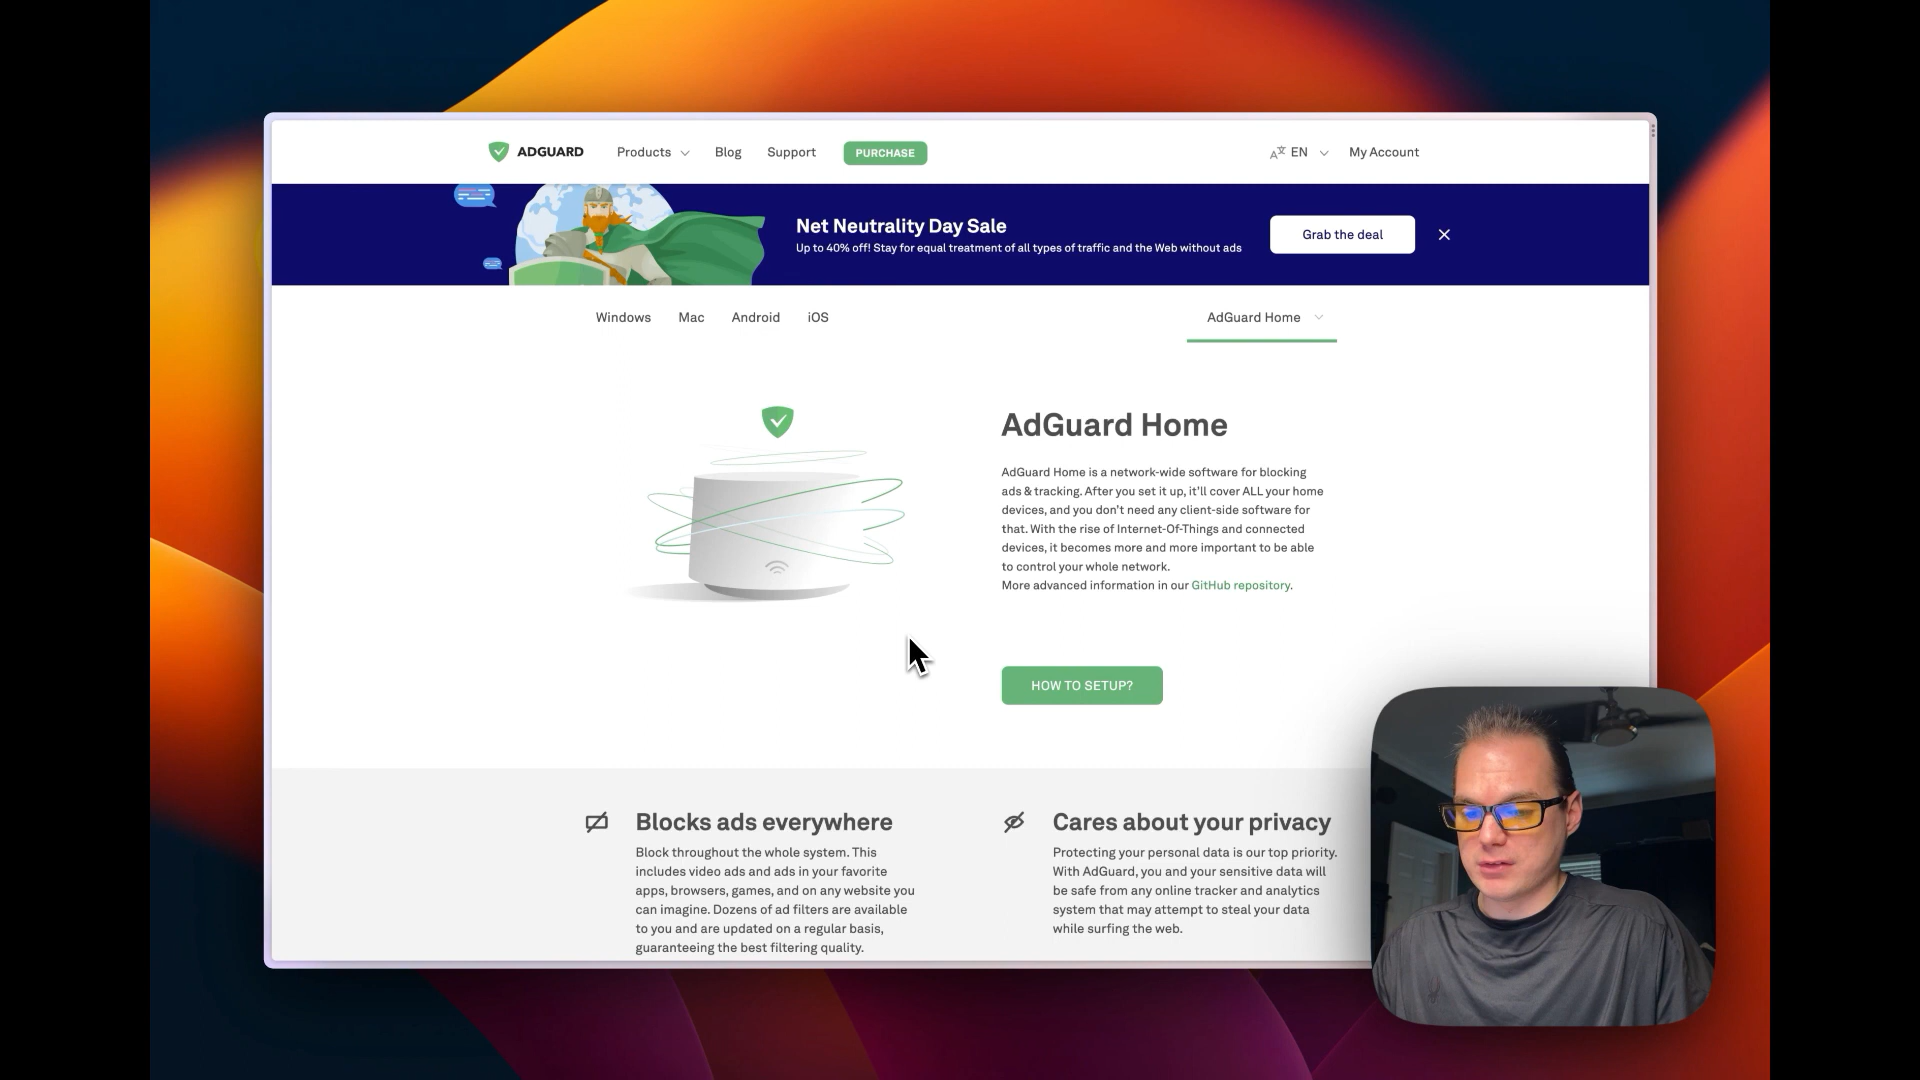 ADGUARD
Products
Blog
Support
PURCHASE
EN
My Account
Net Neutrality Day Sale
Up to 40% off! Stay for equal treatment of all types of traffic and the Web without ads
Grab the deal
Windows
Mac
Android
iOS
AdGuard Home
AdGuard Home
AdGuard Home is a network-wide software for blocking
ads & tracking. After you set it up, it'll cover ALL your home
devices, and you don't need any client-side software for
that. With the rise of Internet-Of-Things and connected
devices, it becomes more and more important to be able
to control your whole network.
More advanced information in our GitHub repository.
HOW TO SETUP?
Blocks ads everywhere
Block throughout the whole system. This
includes video ads and ads in your favorite
apps, browsers, games, and on any website you
can imagine. Dozens of ad filters are available
to you and are updated on a regular basis,
guaranteeing the best filtering quality.
Cares about your privacy
Protecting your personal data is our top priority.
With AdGuard, you and your sensitive data will
be safe from any online tracker and analytics
system that may attempt to steal your data
while surfing the web.